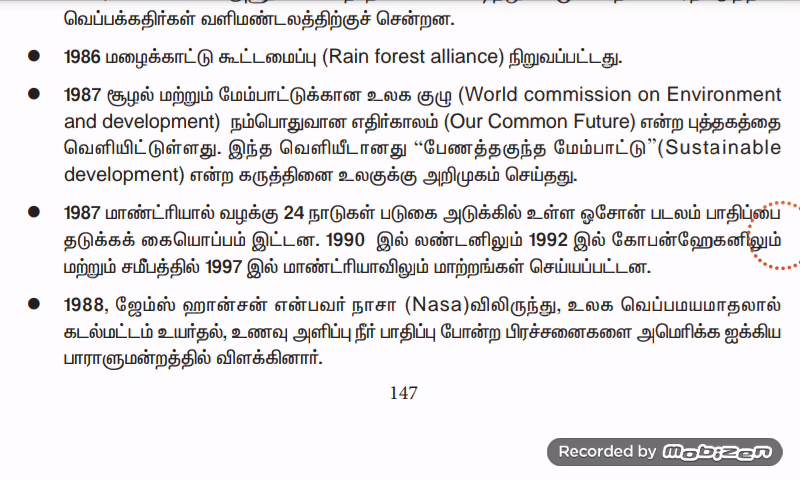 வெப்பக்கதிர்கள் வளிமண்டலத்திற்குச் சென்றன.
● 1986 மழைக்காட்டு கூட்டமைப்பு (Rain forest alliance) நிறுவப்பட்டது.
● 1987 சூழல் மற்றும் மேம்பாட்டுக்கான உலக குழு (World commission on Environment
and development) நம்பொதுவான எதிர்காலம் (Our Common Future) என்ற புத்தகத்தை
வெளியிட்டுள்ளது. இந்த வெளியீடானது “பேணத்தகுந்த மேம்பாட்டு”(Sustainable
development) என்ற கருத்தினை உலகுக்கு அறிமுகம் செய்தது.
● 1987 மாண்ட்ரியால் வழக்கு 24 நாடுகள் படுகை அடுக்கில் உள்ள ஓசோன் படலம் பாதிப்பை
தடுக்கக் கையொப்பம் இட்டன. 1990 இல் லண்டனிலும் 1992 இல் கோபன்ஹேகனிலும்
மற்றும் சமீபத்தில் 1997 இல் மாண்ட்ரியாவிலும் மாற்றங்கள் செய்யப்பட்டன.
● 1988, ஜேம்ஸ் ஹான்சன் என்பவர் நாசா (Nasa)விலிருந்து, உலக வெப்பமயமாதலால்
கடல்மட்டம் உயர்தல், உணவு அளிப்பு நீர் பாதிப்பு போன்ற பிரச்சனைகளை அமெரிக்க ஐக்கிய
பாராளுமன்றத்தில் விளக்கினார்.
147
Recorded by mobizen